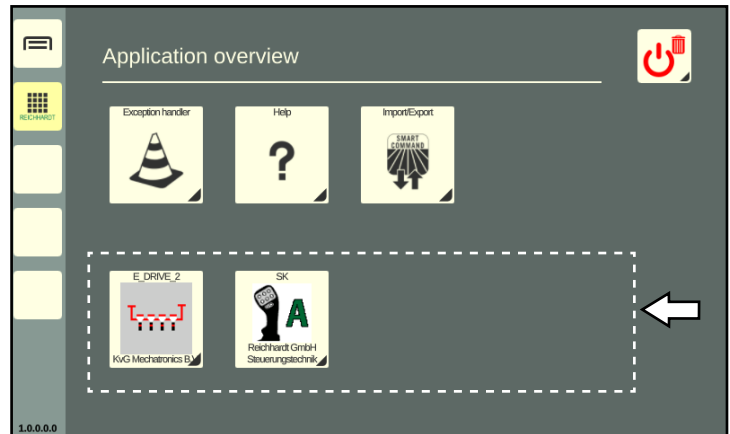 Application overview
REICHHARDT
Exception handler
Help
?
Import/Export
SMART
COMMAND
E_DRIVE_2
KvG Mechatronics B.V
SK
A
Reichhardt GmbH
Steuerungstechnik
1.0.0.0.0